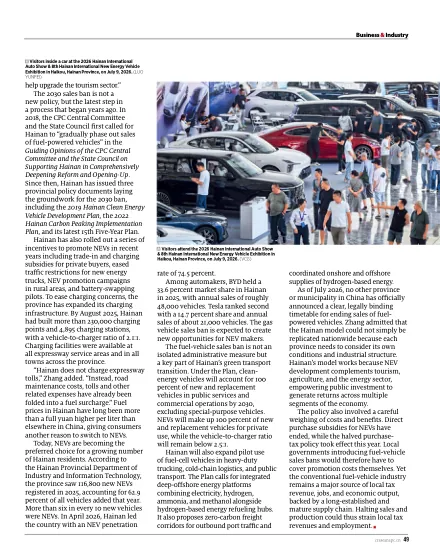 Business & Industry
Visitors inside a car at the 2026 Hainan International
Auto Show & 8th Hainan International New Energy Vehicle
Exhibition in Haikou, Hainan Province, on July 9, 2026.
help upgrade the tourism sector."
The 2030 sales ban is not a
new policy, but the latest step in
a process that began years ago. In
2018, the CPC Central Committee
and the State Council first called for
Hainan to "gradually phase out sales
of fuel-powered vehicles" in the
Guiding Opinions of the CPC Central
Committee and the State Council on
Supporting Hainan in Comprehensively
Deepening Reform and Opening-Up.
Since then, Hainan has issued three
provincial policy documents laying
the groundwork for the 2030 ban,
including the 2019 Hainan Clean Energy
Vehicle Development Plan, the 2022
Hainan Carbon Peaking Implementation
Plan, and its latest 15th Five-Year Plan.
Hainan has also rolled out a series of
incentives to promote NEVs in recent
years including trade-in and charging
subsidies for private buyers, eased
traffic restrictions for new energy
trucks, NEV promotion campaigns
in rural areas, and battery-swapping
pilots. To ease charging concerns, the
province has expanded its charging
infrastructure. By August 2025, Hainan
had built more than 230,000 charging
points and 4,895 charging stations,
with a vehicle-to-charger ratio of 2.1:1.
Charging facilities were available at
all expressway service areas and in all
towns across the province.
"Hainan does not charge expressway
tolls," Zhang added. "Instead, road
maintenance costs, tolls and other
related expenses have already been
folded into a fuel surcharge." Fuel
prices in Hainan have long been more
than a full yuan higher per liter than
elsewhere in China, giving consumers
another reason to switch to NEVs.
Today, NEVs are becoming the
preferred choice for a growing number
of Hainan residents. According to
the Hainan Provincial Department of
Industry and Information Technology,
the province saw 116,800 new NEVs
registered in 2025, accounting for 62.9
percent of all vehicles added that year.
More than six in every 10 new vehicles
were NEVs. In April 2026, Hainan led
the country with an NEV penetration
Visitors attend the 2026 Hainan International Auto Show
& 8th Hainan International New Energy Vehicle Exhibition in
Haikou, Hainan Province, on July 9, 2026.
rate of 74.5 percent.
Among automakers, BYD held a
33.6 percent market share in Hainan
in 2025, with annual sales of roughly
48,000 vehicles. Tesla ranked second
with a 14.7 percent share and annual
sales of about 21,000 vehicles. The gas
vehicle sales ban is expected to create
new opportunities for NEV makers.
The fuel-vehicle sales ban is not an
isolated administrative measure but
a key part of Hainan's green transport
transition. Under the Plan, clean-
energy vehicles will account for 100
percent of new and replacement
vehicles in public services and
commercial operations by 2030,
excluding special-purpose vehicles.
NEVs will make up 100 percent of new
and replacement vehicles for private
use, while the vehicle-to-charger ratio
will remain below 2.5:1.
Hainan will also expand pilot use
of fuel-cell vehicles in heavy-duty
trucking, cold-chain logistics, and public
transport. The Plan calls for integrated
deep-offshore energy platforms
combining electricity, hydrogen,
ammonia, and methanol alongside
hydrogen-based energy refueling hubs.
It also proposes zero-carbon freight
corridors for outbound port traffic and
coordinated onshore and offshore
supplies of hydrogen-based energy.
As of July 2026, no other province
or municipality in China has officially
announced a clear, legally binding
timetable for ending sales of fuel-
powered vehicles. Zhang admitted that
the Hainan model could not simply be
replicated nationwide because each
province needs to consider its own
conditions and industrial structure.
Hainan's model works because NEV
development complements tourism,
agriculture, and the energy sector,
empowering public investment to
generate returns across multiple
segments of the economy.
The policy also involved a careful
weighing of costs and benefits. Direct
purchase subsidies for NEVs have
ended, while the halved purchase-
tax policy took effect this year. Local
governments introducing fuel-vehicle
sales bans would therefore have to
cover promotion costs themselves. Yet
the conventional fuel-vehicle industry
remains a major source of local tax
revenue, jobs, and economic output,
backed by a long-established and
mature supply chain. Halting sales and
production could thus strain local tax
revenues and employment.
49